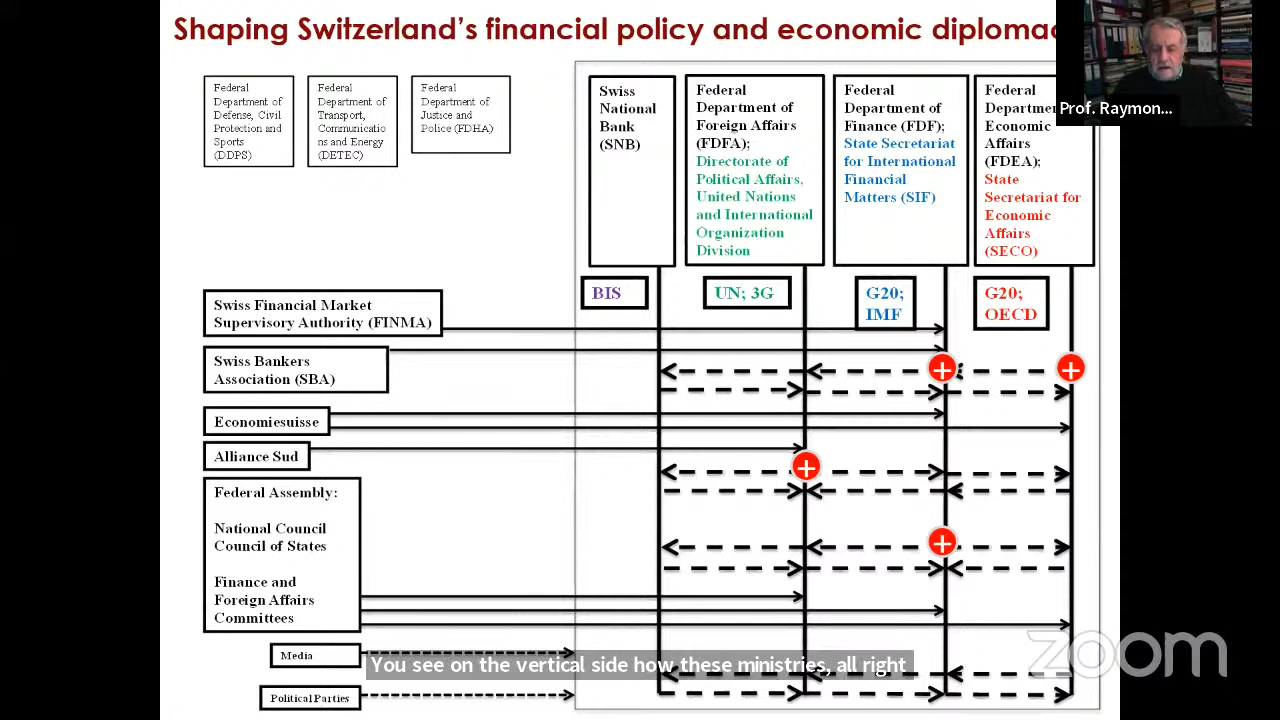 Shaping Switzerland's financial policy and economic diplomac
Prof. Raymon...
Federal
Department of
Defense, Civil
Protection and
Sports
(DDPS)
Federal
Department of
Transport,
Communicatio
ns and Energy
(DETEC)
Federal
Department of
Justice and
Police (FDHA)
Swiss
National
Bank
(SNB)
Federal
Department of
Foreign Affairs
(FDFA);
Directorate of
Political Affairs,
United Nations
and International
Organization
Division
Federal
Department of
Finance (FDF);
State Secretariat
for International
Financial
Matters (SIF)
Federal
Department
Economic
Affairs
(FDEA);
State
Secretariat for
Economic
Affairs
(SECO)
BIS
UN; 3G
G20;
IMF
G20;
OECD
Swiss Financial Market
Supervisory Authority (FINMA)
Swiss Bankers
Association (SBA)
Economiesuisse
Alliance Sud
Federal Assembly:
National Council
Council of States
Finance and
Foreign Affairs
Committees
Media
Political Parties
You see on the vertical side how these ministries, all right
zoom